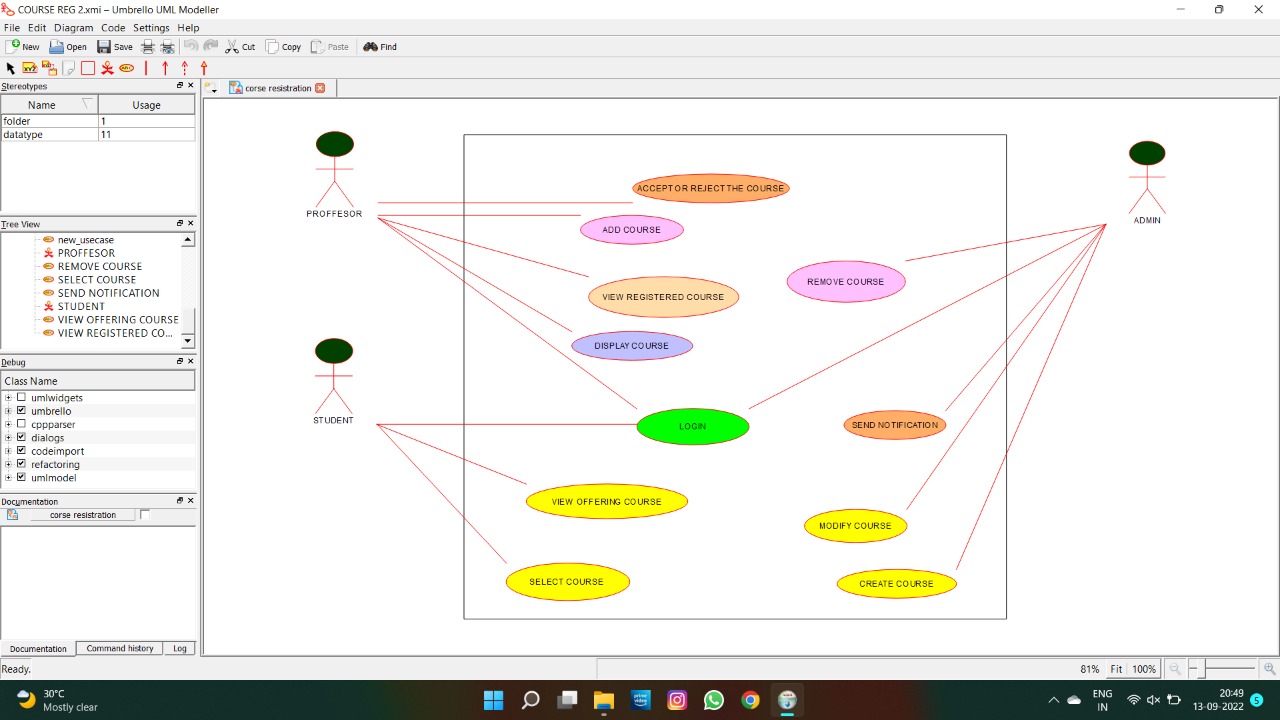 COURSE REG 2.xmi – Umbrello UML Modeller
File Edit Diagram Code Settings Help
New Open Save Cut Copy Paste Find
Stereotypes
Name Usage
folder 1
datatype 11
Tree View
new_usecase
PROFFESOR
REMOVE COURSE
SELECT COURSE
SEND NOTIFICATION
STUDENT
VIEW OFFERING COURSE
VIEW REGISTERED CO...
Debug
Class Name
umlwidgets
umbrello
cppparser
dialogs
codeimport
refactoring
umlmodel
Documentation
corse resistration
Documentation Command history Log
corse resistration
PROFFESOR
STUDENT
ADMIN
ACCEPT OR REJECT THE COURSE
ADD COURSE
VIEW REGISTERED COURSE
REMOVE COURSE
DISPLAY COURSE
LOGIN
SEND NOTIFICATION
VIEW OFFERING COURSE
MODIFY COURSE
SELECT COURSE
CREATE COURSE
Ready. 81% Fit 100%
30°C
Mostly clear
ENG
IN
20:49
13-09-2022
5